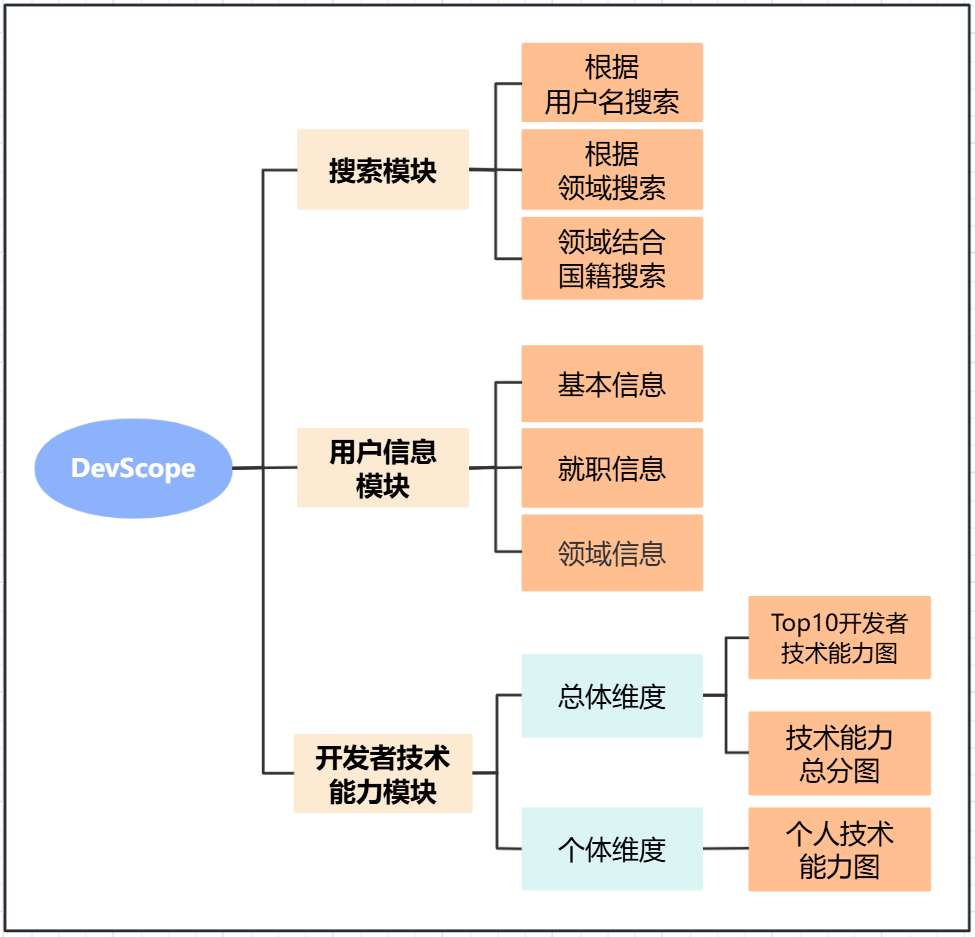 DevScope
搜索模块
根据
用户名搜索
根据
领域搜索
领域结合
国籍搜索
用户信息
模块
基本信息
就职信息
领域信息
开发者技术
能力模块
总体维度
Top10开发者
技术能力图
技术能力
总分图
个体维度
个人技术
能力图